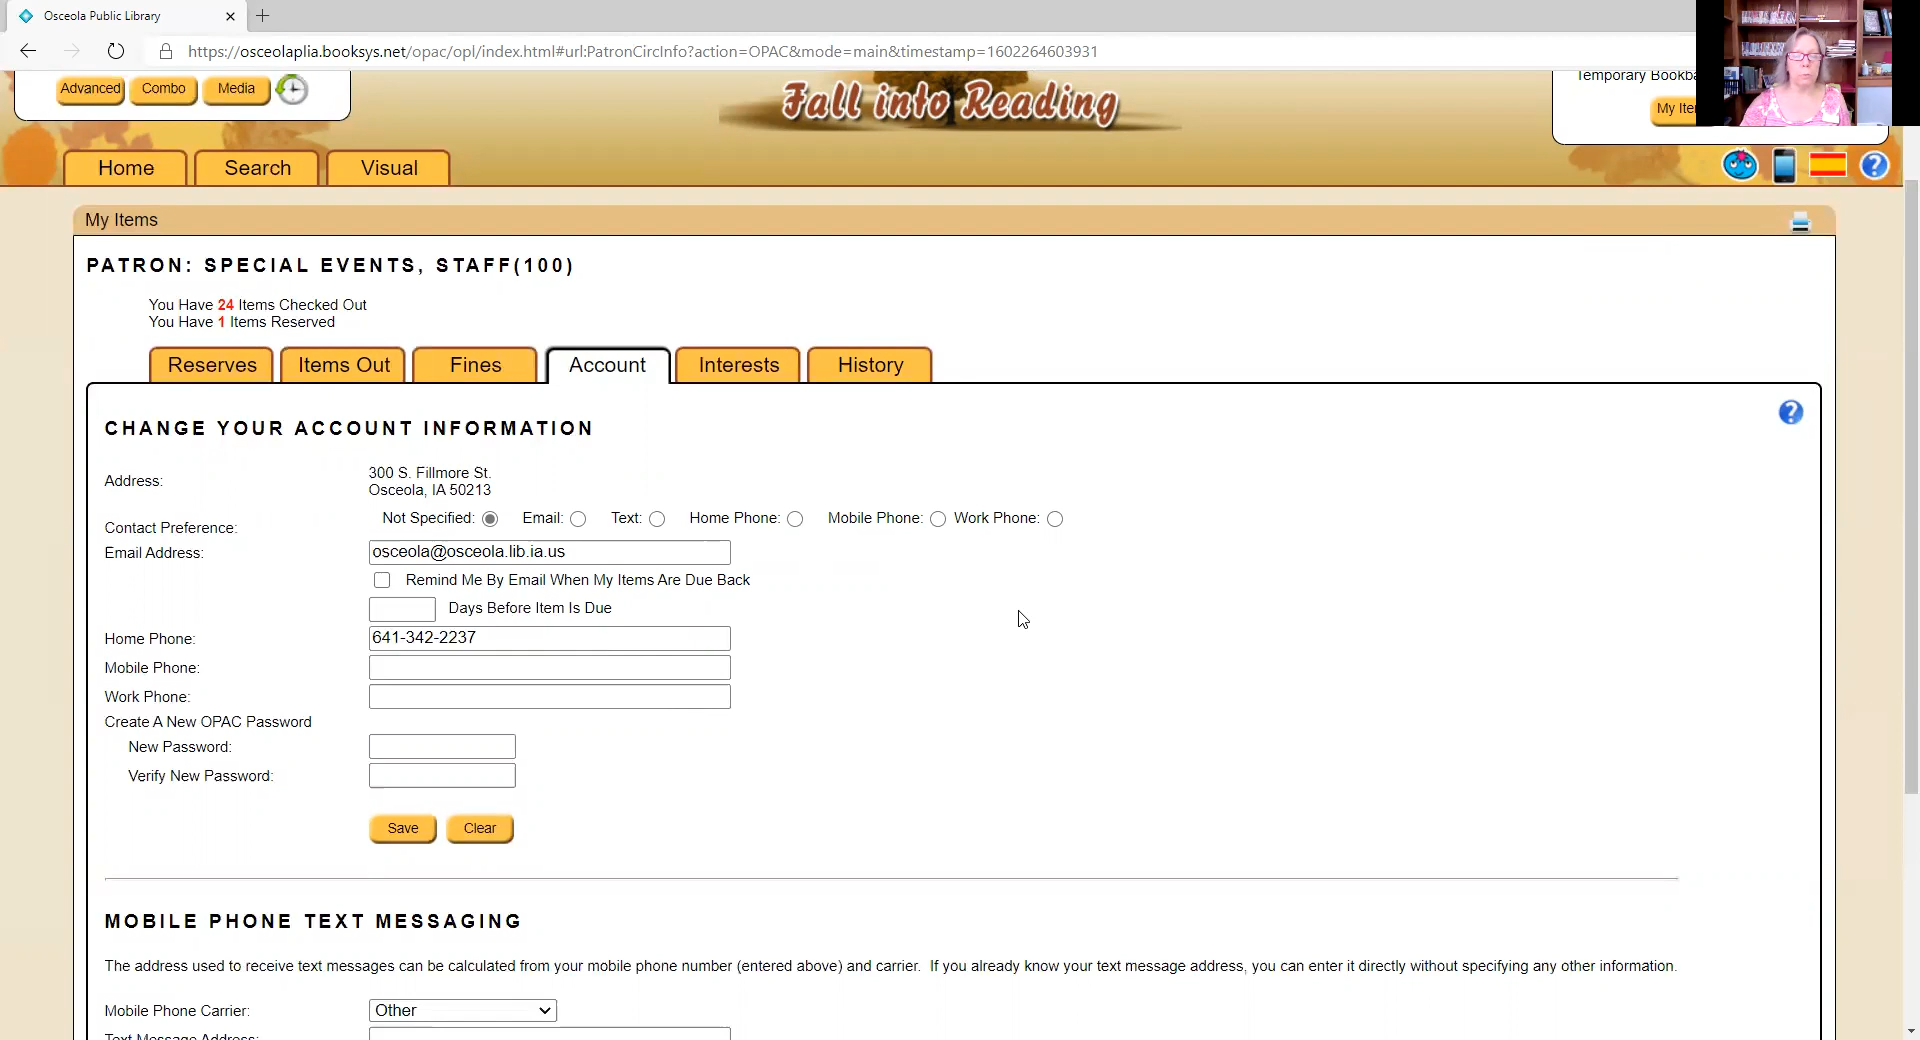 Osceola Public Library
https://osceolaplia.booksys.net/opac/opl/index.html#url:PatronCircInfo?action=OPAC&mode=main&timestamp=1602264603931
Advanced Combo Media
Fall into Reading
Temporary
My
Home Search Visual
My Items
PATRON: SPECIAL EVENTS, STAFF(100)
You Have 24 Items Checked Out
You Have 1 Items Reserved
Reserves Items Out Fines Account Interests History
CHANGE YOUR ACCOUNT INFORMATION
Address: 300 S. Fillmore St.
Osceola, IA 50213
Contact Preference: Not Specified: Email: Text: Home Phone: Mobile Phone: Work Phone:
Email Address: osceola@osceola.lib.ia.us
Remind Me By Email When My Items Are Due Back
Days Before Item Is Due
Home Phone: 641-342-2237
Mobile Phone:
Work Phone:
Create A New OPAC Password
New Password:
Verify New Password:
Save Clear
MOBILE PHONE TEXT MESSAGING
The address used to receive text messages can be calculated from your mobile phone number (entered above) and carrier. If you already know your text message address, you can enter it directly without specifying any other information.
Mobile Phone Carrier: Other
Text Message Address: